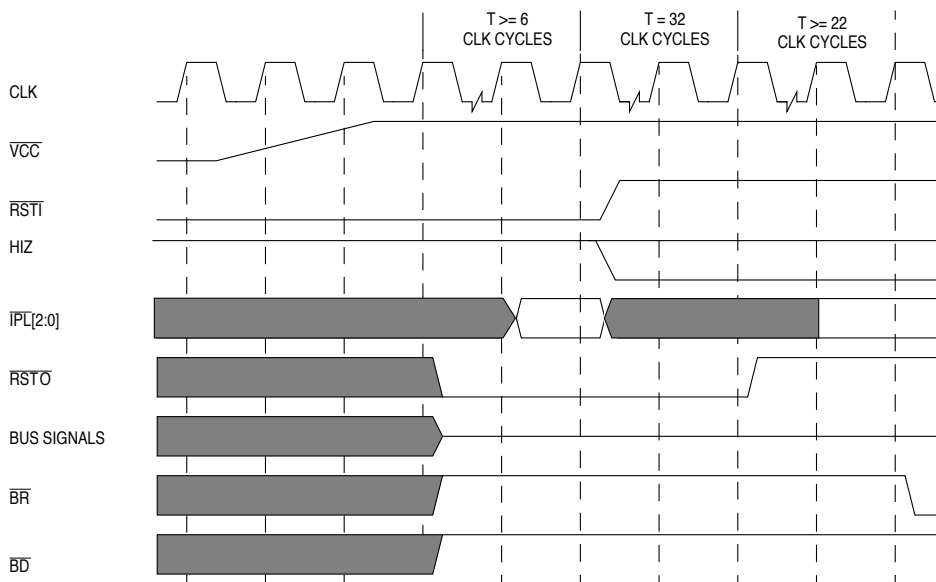 T >= 6
CLK CYCLES
T = 32
CLK CYCLES
T >= 22
CLK CYCLES
CLK
VCC
RSTI
HIZ
IPL[2:0]
RSTO
BUS SIGNALS
BR
BD